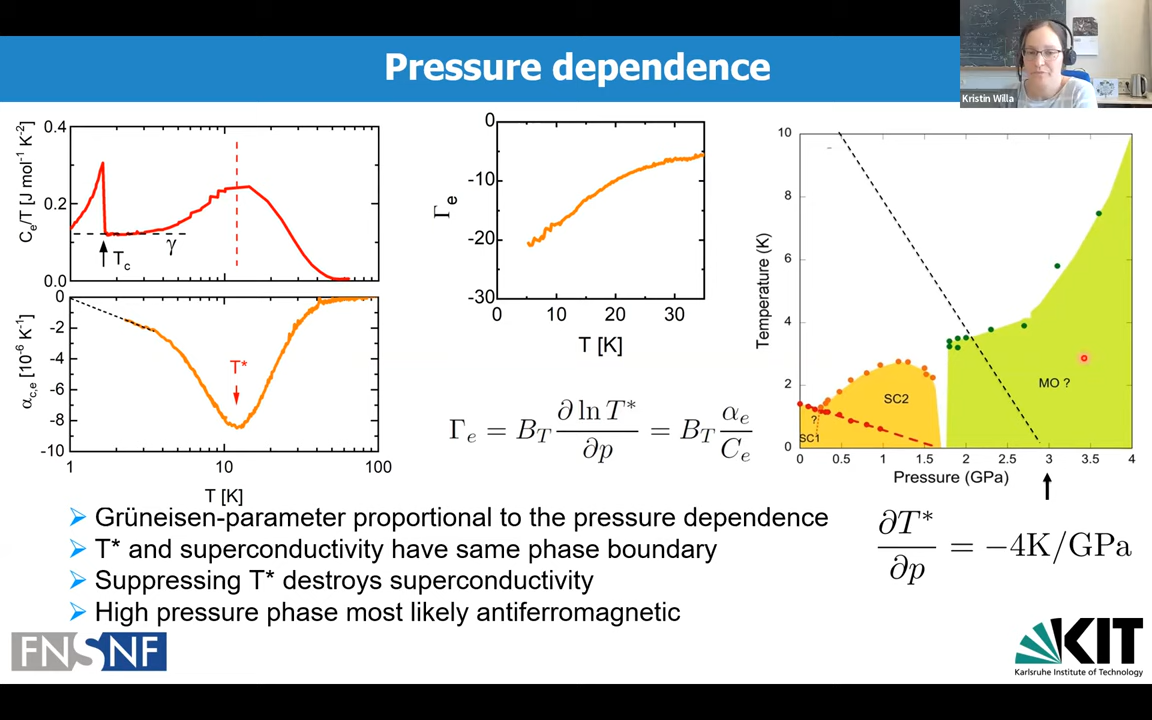 Pressure dependence
Kristin Willa
C_e/T [J mol^-1 K^-2]
0.4
0.2
0.0
T_c
γ
α_c,e [10^-6 K^-1]
0
-2
-4
-6
-8
-10
T*
1
10
100
T [K]
Γ_e
0
-10
-20
-30
0
10
20
30
T [K]
Γ_e = B_T ∂ ln T* / ∂p = B_T α_e / C_e
Temperature (K)
10
8
6
4
2
0
SC2
MO ?
?
SC1
0
0.5
1
1.5
2
2.5
3
3.5
4
Pressure (GPa)
∂T* / ∂p = −4K/GPa
➢ Grüneisen-parameter proportional to the pressure dependence
➢ T* and superconductivity have same phase boundary
➢ Suppressing T* destroys superconductivity
➢ High pressure phase most likely antiferromagnetic
FNSNF
KIT
Karlsruhe Institute of Technology